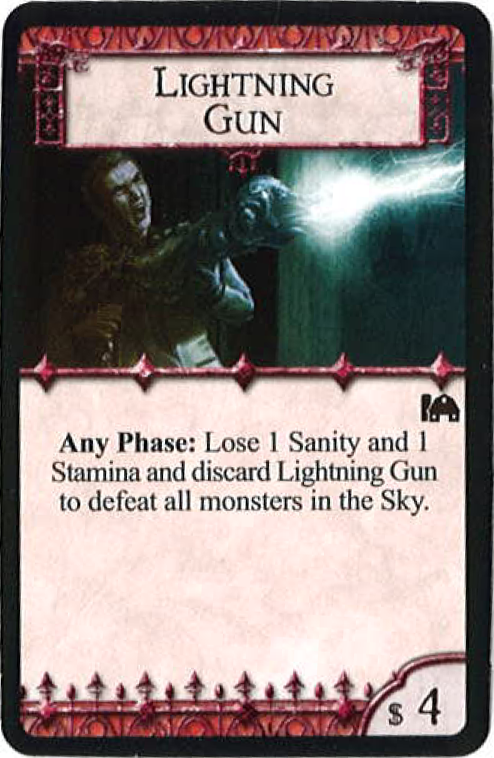 LIGHTNING
GUN
Any Phase: Lose 1 Sanity and 1
Stamina and discard Lightning Gun
to defeat all monsters in the Sky.
$ 4